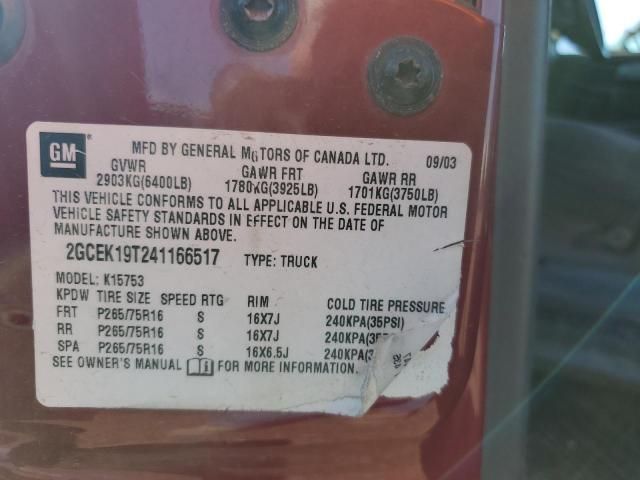 GM
MFD BY GENERAL MOTORS OF CANADA LTD. 09/03
GVWR GAWR FRT GAWR RR
2903KG(6400LB) 1780KG(3925LB) 1701KG(3750LB)
THIS VEHICLE CONFORMS TO ALL APPLICABLE U.S. FEDERAL MOTOR
VEHICLE SAFETY STANDARDS IN EFFECT ON THE DATE OF
MANUFACTURE SHOWN ABOVE.
2GCEK19T241166517 TYPE: TRUCK
MODEL: K15753
KPDW TIRE SIZE SPEED RTG RIM COLD TIRE PRESSURE
FRT P265/75R16 S 16X7J 240KPA(35PSI)
RR P265/75R16 S 16X7J 240KPA(35
SPA P265/75R16 S 16X6.5J 240KPA(3
SEE OWNER'S MANUAL FOR MORE INFORMATION.